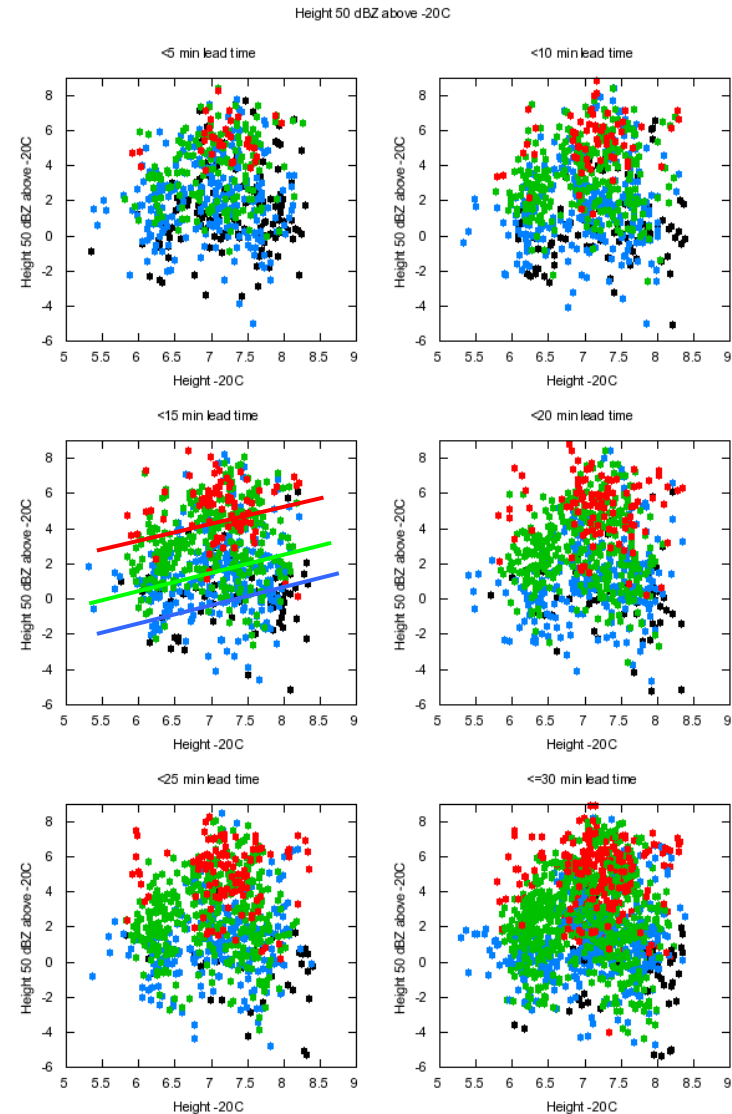 Height 50 dBZ above -20C
<5 min lead time
<10 min lead time
8
6
4
2
0
-2
-4
-6
Height 50 dBZ above -20C
5 5.5 6 6.5 7 7.5 8 8.5 9
Height -20C
8
6
4
2
0
-2
-4
-6
Height 50 dBZ above -20C
5 5.5 6 6.5 7 7.5 8 8.5 9
Height -20C
<15 min lead time
<20 min lead time
8
6
4
2
0
-2
-4
-6
Height 50 dBZ above -20C
5 5.5 6 6.5 7 7.5 8 8.5 9
Height -20C
8
6
4
2
0
-2
-4
-6
Height 50 dBZ above -20C
5 5.5 6 6.5 7 7.5 8 8.5 9
Height -20C
<25 min lead time
<=30 min lead time
8
6
4
2
0
-2
-4
-6
Height 50 dBZ above -20C
5 5.5 6 6.5 7 7.5 8 8.5 9
Height -20C
8
6
4
2
0
-2
-4
-6
Height 50 dBZ above -20C
5 5.5 6 6.5 7 7.5 8 8.5 9
Height -20C